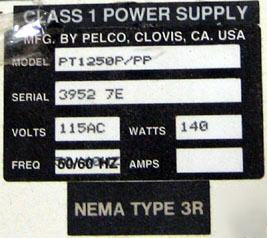 CLASS 1 POWER SUPPLY
MFG. BY PELCO, CLOVIS, CA. USA
MODEL PT1250P/PP
SERIAL 3952 7E
VOLTS 115AC WATTS 140
FREQ 50/60 HZ AMPS
NEMA TYPE 3R